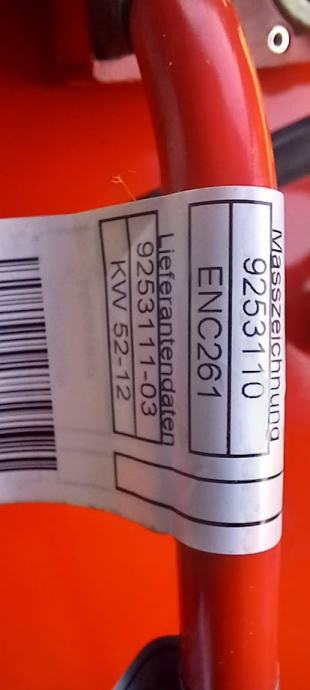 Masszeichnung
9253110
ENC261
Lieferantendaten
9253111-03
KW 52-12